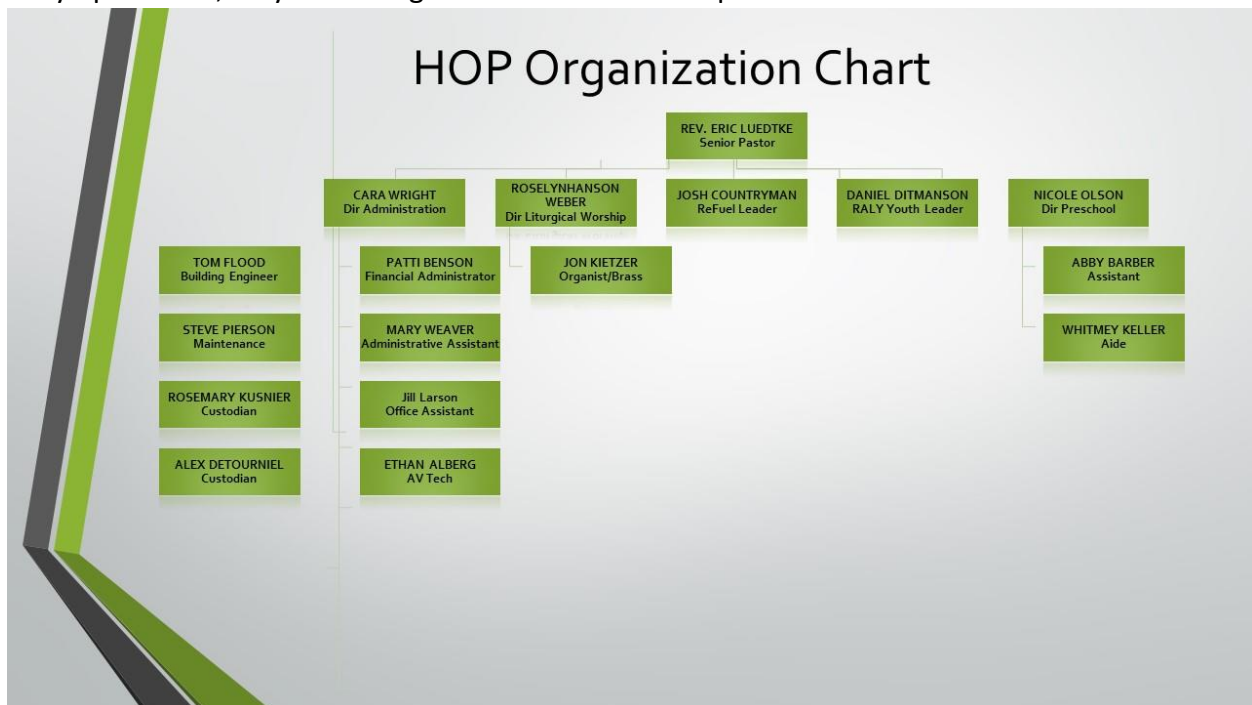 HOP Organization Chart
REV. ERIC LUEDTKE
Senior Pastor
CARA WRIGHT
Dir Administration
ROSELYNHANSON
WEBER
Dir Liturgical Worship
JOSH COUNTRYMAN
ReFuel Leader
DANIEL DITMANSON
RALY Youth Leader
NICOLE OLSON
Dir Preschool
TOM FLOOD
Building Engineer
PATTI BENSON
Financial Administrator
JON KIETZER
Organist/Brass
ABBY BARBER
Assistant
STEVE PIERSON
Maintenance
MARY WEAVER
Administrative Assistant
WHITMEY KELLER
Aide
ROSEMARY KUSNIER
Custodian
Jill Larson
Office Assistant
ALEX DETOURNIEL
Custodian
ETHAN ALBERG
AV Tech